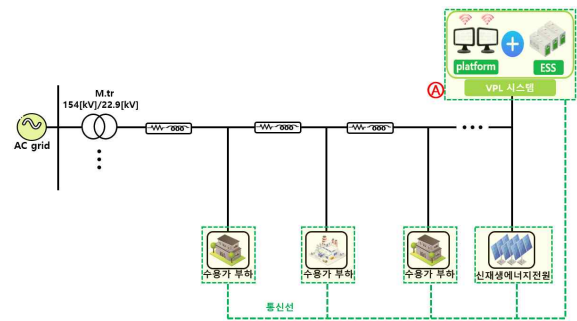 platform
ESS
VPL 시스템
A
M.tr
154[kV]/22.9[kV]
AC grid
수용가 부하
수용가 부하
신재생에너지전원
수용가 부하
통신선